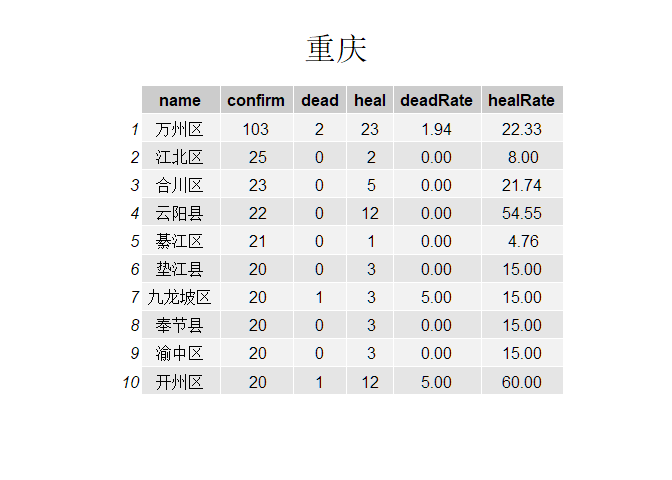 重庆
name confirm dead heal deadRate healRate
1 万州区 103 2 23 1.94 22.33
2 江北区 25 0 2 0.00 8.00
3 合川区 23 0 5 0.00 21.74
4 云阳县 22 0 12 0.00 54.55
5 綦江区 21 0 1 0.00 4.76
6 垫江县 20 0 3 0.00 15.00
7 九龙坡区 20 1 3 5.00 15.00
8 奉节县 20 0 3 0.00 15.00
9 渝中区 20 0 3 0.00 15.00
10 开州区 20 1 12 5.00 60.00